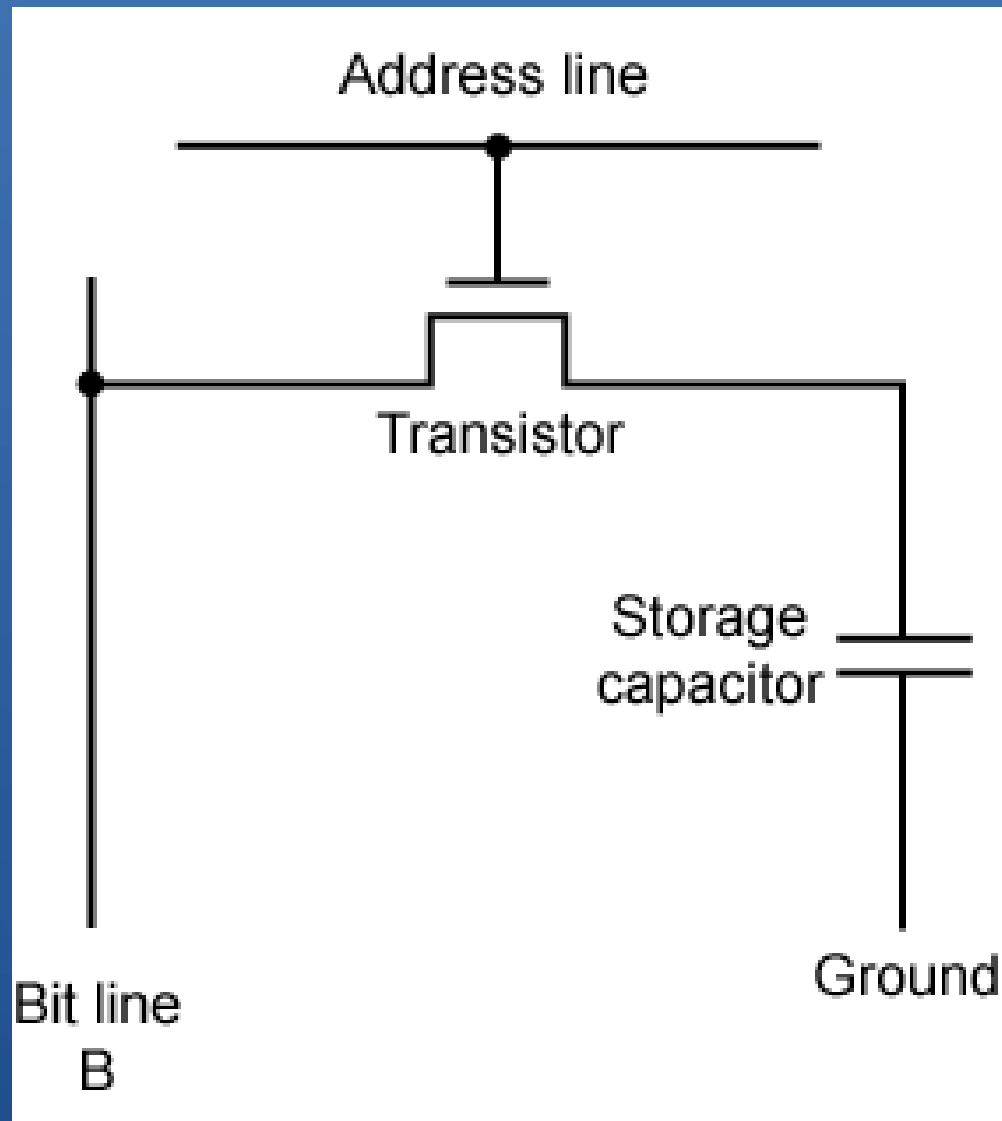 Address line
Transistor
Storage
capacitor
Ground
Bit line
B